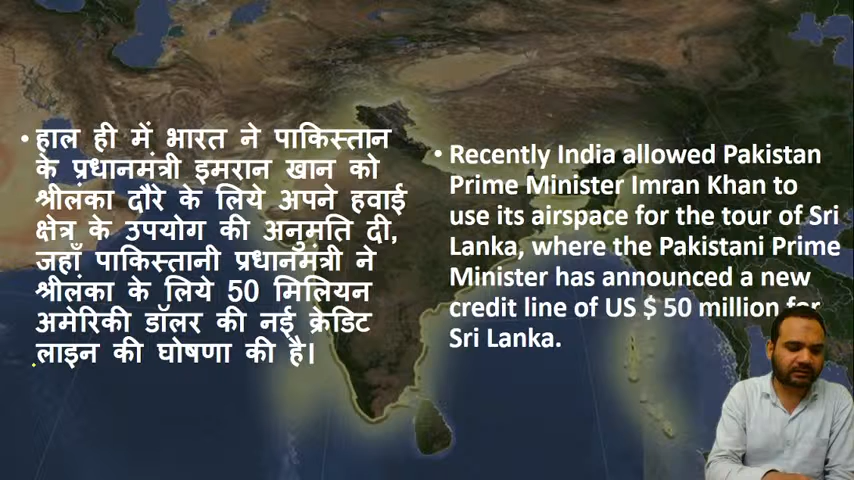 • हाल ही में भारत ने पाकिस्तान
के प्रधानमंत्री इमरान खान को
श्रीलंका दौरे के लिये अपने हवाई
क्षेत्र के उपयोग की अनुमति दी,
जहाँ पाकिस्तानी प्रधानमंत्री ने
श्रीलंका के लिये 50 मिलियन
अमेरिकी डॉलर की नई क्रेडिट
लाइन की घोषणा की है।
• Recently India allowed Pakistan
Prime Minister Imran Khan to
use its airspace for the tour of Sri
Lanka, where the Pakistani Prime
Minister has announced a new
credit line of US $ 50 million for
Sri Lanka.